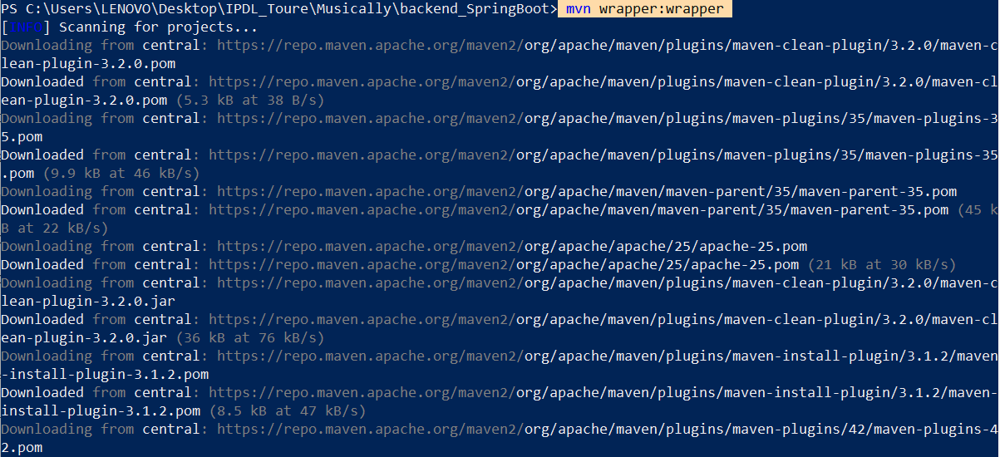 PS C:\Users\LENOVO\Desktop\IPDL_Toure\Musically\backend_SpringBoot> mvn wrapper:wrapper
[INFO] Scanning for projects...
Downloading from central: https://repo.maven.apache.org/maven2/org/apache/maven/plugins/maven-clean-plugin/3.2.0/maven-c
lean-plugin-3.2.0.pom
Downloaded from central: https://repo.maven.apache.org/maven2/org/apache/maven/plugins/maven-clean-plugin/3.2.0/maven-cl
ean-plugin-3.2.0.pom (5.3 kB at 38 B/s)
Downloading from central: https://repo.maven.apache.org/maven2/org/apache/maven/plugins/maven-plugins/35/maven-plugins-3
5.pom
Downloaded from central: https://repo.maven.apache.org/maven2/org/apache/maven/plugins/maven-plugins/35/maven-plugins-35
.pom (9.9 kB at 46 kB/s)
Downloading from central: https://repo.maven.apache.org/maven2/org/apache/maven/maven-parent/35/maven-parent-35.pom
Downloaded from central: https://repo.maven.apache.org/maven2/org/apache/maven/maven-parent/35/maven-parent-35.pom (45 k
B at 22 kB/s)
Downloading from central: https://repo.maven.apache.org/maven2/org/apache/apache/25/apache-25.pom
Downloaded from central: https://repo.maven.apache.org/maven2/org/apache/apache/25/apache-25.pom (21 kB at 30 kB/s)
Downloading from central: https://repo.maven.apache.org/maven2/org/apache/maven/plugins/maven-clean-plugin/3.2.0/maven-c
lean-plugin-3.2.0.jar
Downloaded from central: https://repo.maven.apache.org/maven2/org/apache/maven/plugins/maven-clean-plugin/3.2.0/maven-cl
ean-plugin-3.2.0.jar (36 kB at 76 kB/s)
Downloading from central: https://repo.maven.apache.org/maven2/org/apache/maven/plugins/maven-install-plugin/3.1.2/maven
-install-plugin-3.1.2.pom
Downloaded from central: https://repo.maven.apache.org/maven2/org/apache/maven/plugins/maven-install-plugin/3.1.2/maven-
install-plugin-3.1.2.pom (8.5 kB at 47 kB/s)
Downloading from central: https://repo.maven.apache.org/maven2/org/apache/maven/plugins/maven-plugins/42/maven-plugins-4
2.pom